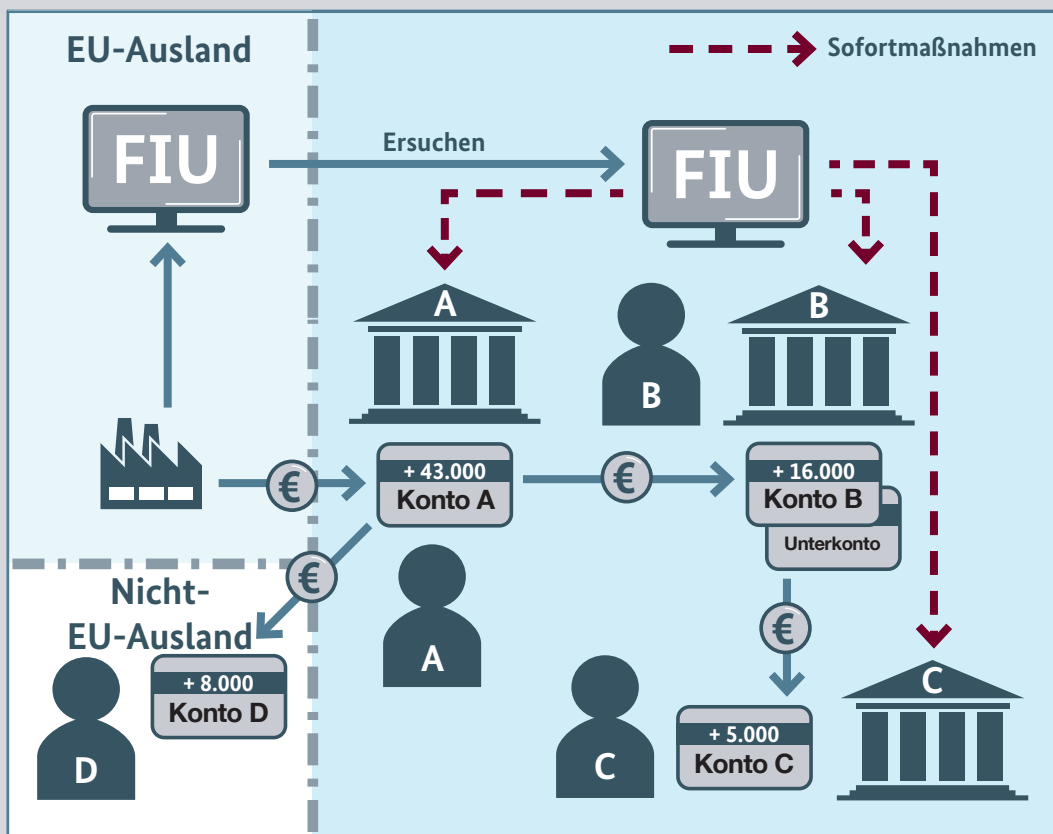 EU-Ausland
Sofortmaßnahmen
FIU
Ersuchen
FIU
A
B
B
+ 43.000
Konto A
+ 16.000
Konto B
Unterkonto
€
€
€
€
Nicht-
EU-Ausland
A
+ 8.000
Konto D
D
C
+ 5.000
Konto C
C